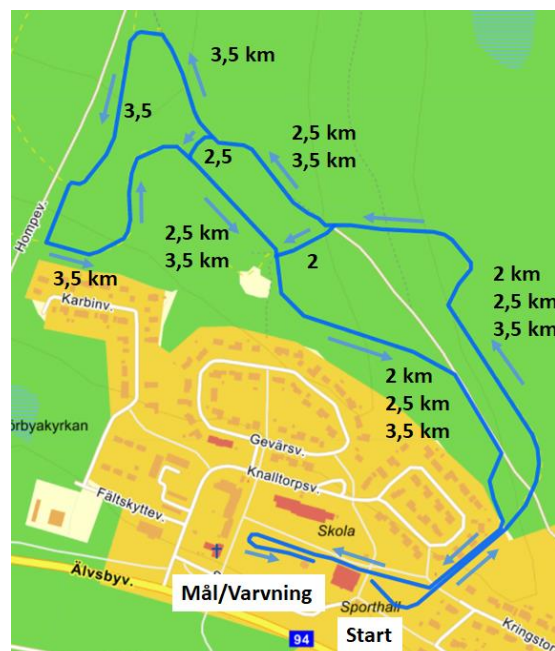 3,5 km
3,5
2,5 km
3,5 km
2,5
Hompev.
2,5 km
3,5 km
2
2 km
2,5 km
3,5 km
3,5 km
Karbinv.
2 km
2,5 km
3,5 km
örbyakyrkan
Gevärsv.
Knalltorpsv.
Fältskyttev.
Skola
Älvsbyv.
Mål/Varvning
Sporthall
Kringstor
94
Start